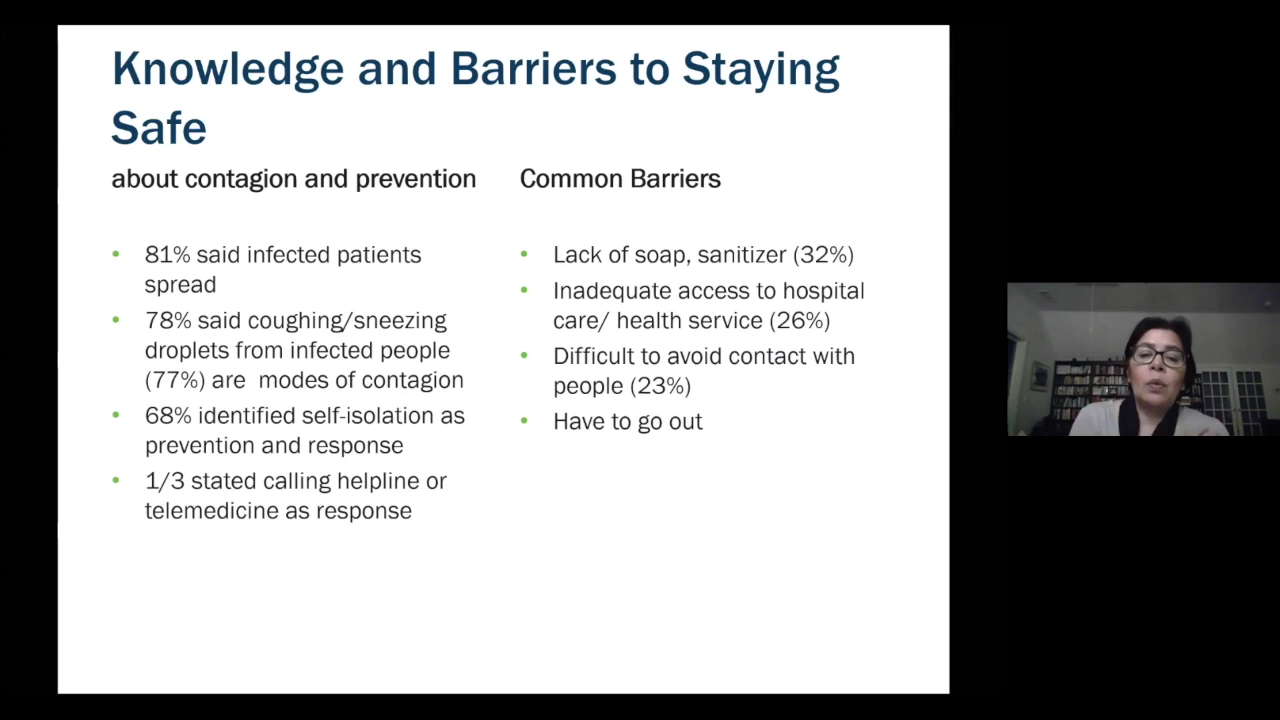 Knowledge and Barriers to Staying
Safe
about contagion and prevention
• 81% said infected patients
spread
• 78% said coughing/sneezing
droplets from infected people
(77%) are  modes of contagion
• 68% identified self-isolation as
prevention and response
• 1/3 stated calling helpline or
telemedicine as response
Common Barriers
• Lack of soap, sanitizer (32%)
• Inadequate access to hospital
care/ health service (26%)
• Difficult to avoid contact with
people (23%)
• Have to go out